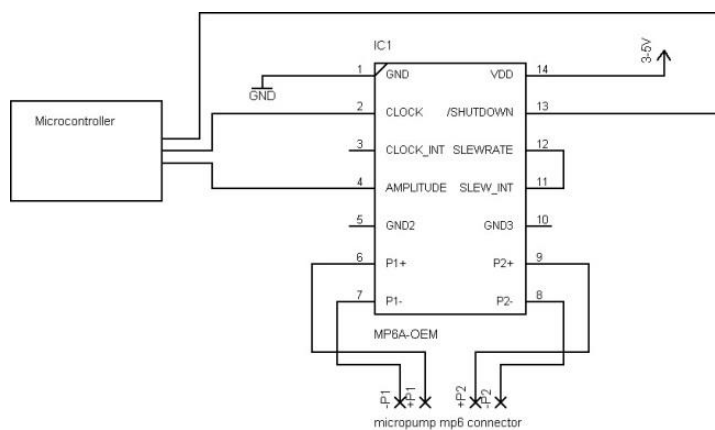 IC1
3-5V
1 GND VDD 14
GND
Microcontroller
2 CLOCK /SHUTDOWN 13
3 CLOCK_INT SLEWRATE 12
4 AMPLITUDE SLEW_INT 11
5 GND2 GND3 10
6 P1+ P2+ 9
7 P1- P2- 8
MP6A-OEM
-P1 +P1 +P2 -P2
micropump mp6 connector